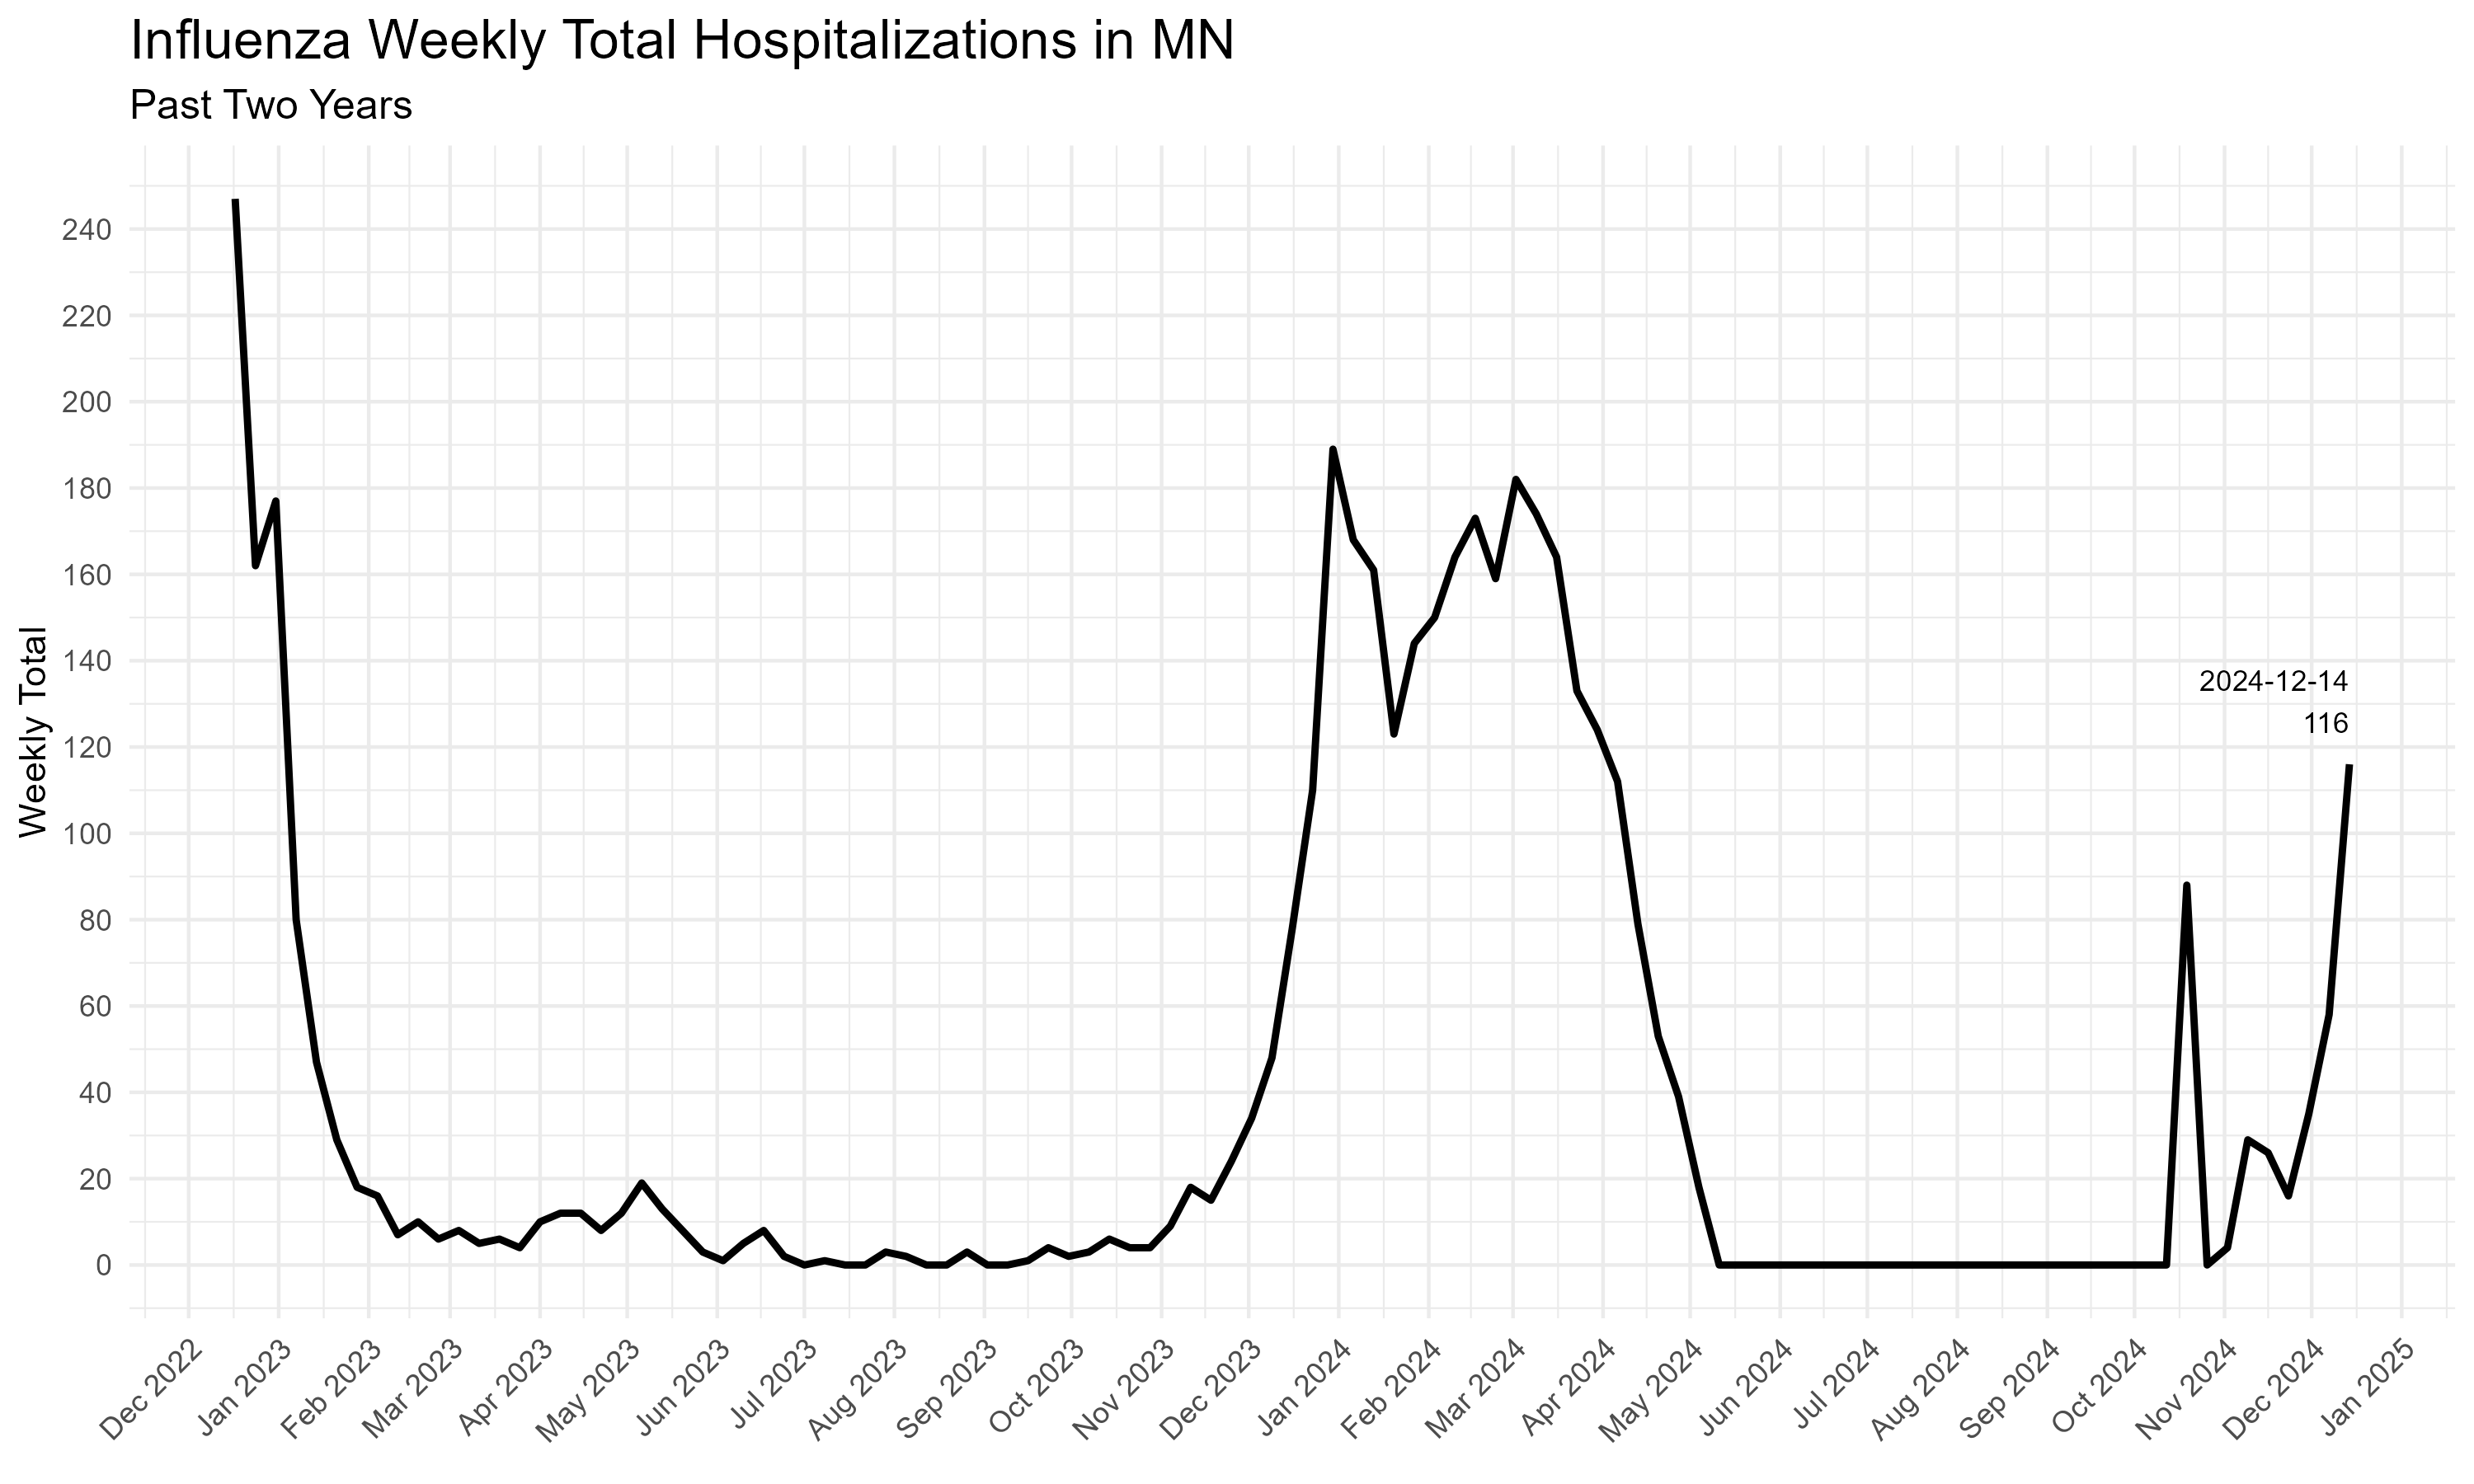 Influenza Weekly Total Hospitalizations in MN
Past Two Years
Weekly Total
240
220
200
180
160
140
120
100
80
60
40
20
0
2024-12-14
116
Dec 2022
Jan 2023
Feb 2023
Mar 2023
Apr 2023
May 2023
Jun 2023
Jul 2023
Aug 2023
Sep 2023
Oct 2023
Nov 2023
Dec 2023
Jan 2024
Feb 2024
Mar 2024
Apr 2024
May 2024
Jun 2024
Jul 2024
Aug 2024
Sep 2024
Oct 2024
Nov 2024
Dec 2024
Jan 2025